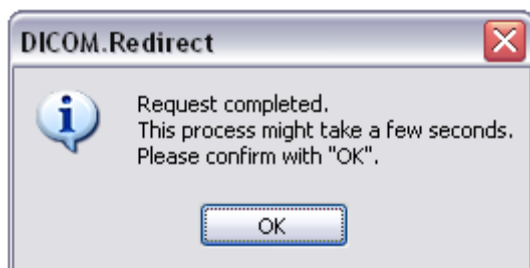 DICOM.Redirect
Request completed.
This process might take a few seconds.
Please confirm with "OK".
OK